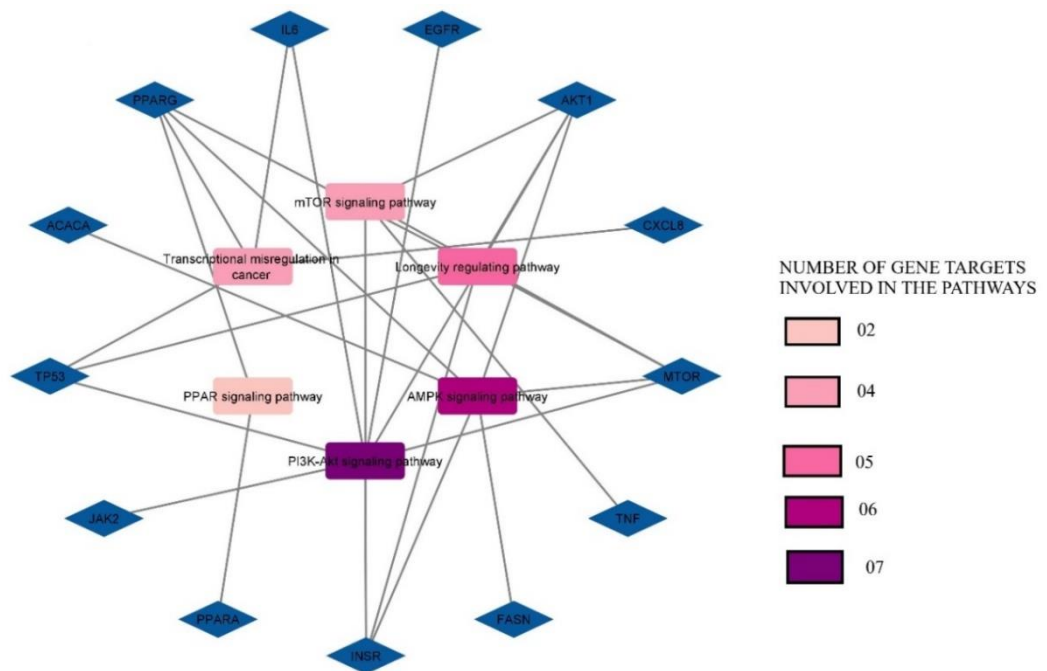 IL6
EGFR
PPARG
AKT1
mTOR signaling pathway
ACACA
CXCL8
Transcriptional misregulation in
cancer
Longevity regulating pathway
NUMBER OF GENE TARGETS
INVOLVED IN THE PATHWAYS
02
TP53
MTOR
PPAR signaling pathway
AMPK signaling pathway
04
PI3K-Akt signaling pathway
05
JAK2
TNF
06
07
PPARA
FASN
INSR